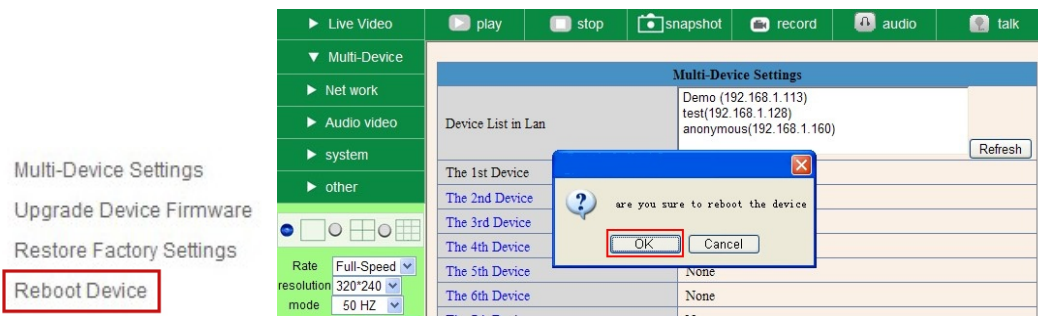 Multi-Device Settings
Upgrade Device Firmware
Restore Factory Settings
Reboot Device
Live Video
Multi-Device
Net work
Audio video
system
other
Rate Full-Speed
resolution 320*240
mode 50 HZ
play stop snapshot record audio talk
Multi-Device Settings
Device List in Lan
Demo (192.168.1.113)
test(192.168.1.128)
anonymous(192.168.1.160)
Refresh
The 1st Device
The 2nd Device
The 3rd Device
The 4th Device
The 5th Device None
The 6th Device None
are you sure to reboot the device
OK Cancel